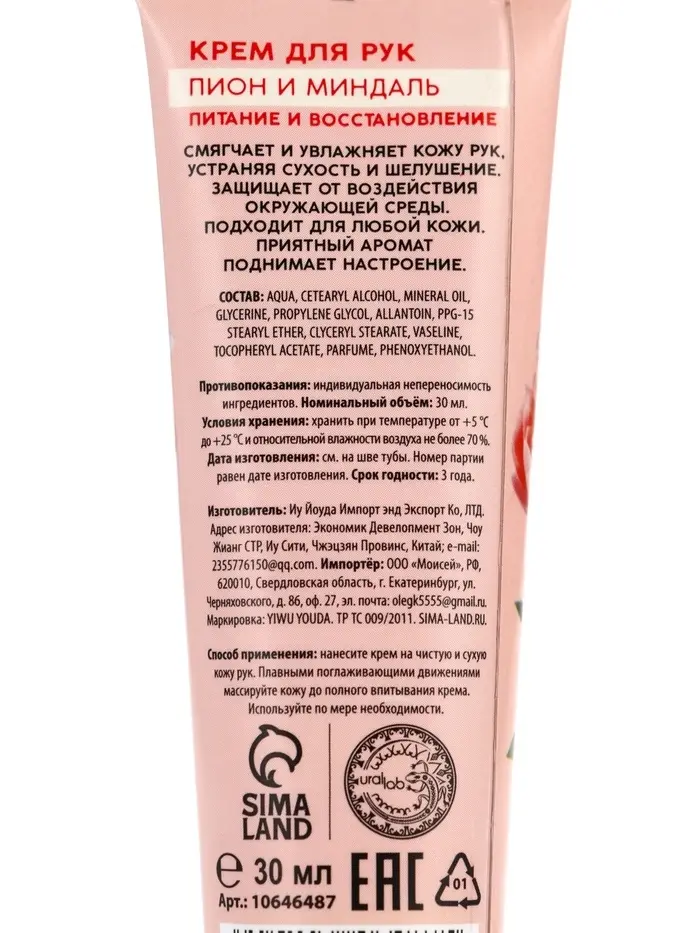 КРЕМ ДЛЯ РУК
ПИОН И МИНДАЛЬ
ПИТАНИЕ И ВОССТАНОВЛЕНИЕ
СМЯГЧАЕТ И УВЛАЖНЯЕТ КОЖУ РУК,
УСТРАНЯЯ СУХОСТЬ И ШЕЛУШЕНИЕ.
ЗАЩИЩАЕТ ОТ ВОЗДЕЙСТВИЯ
ОКРУЖАЮЩЕЙ СРЕДЫ.
ПОДХОДИТ ДЛЯ ЛЮБОЙ КОЖИ.
ПРИЯТНЫЙ АРОМАТ
ПОДНИМАЕТ НАСТРОЕНИЕ.
СОСТАВ: AQUA, CETEARYL ALCOHOL, MINERAL OIL,
GLYCERINE, PROPYLENE GLYCOL, ALLANTOIN, PPG-15
STEARYL ETHER, CLYCERYL STEARATE, VASELINE,
TOCOPHERYL ACETATE, PARFUME, PHENOXYETHANOL.
Противопоказания: индивидуальная непереносимость
ингредиентов. Номинальный объём: 30 мл.
Условия хранения: хранить при температуре от +5 °C
до +25 °C и относительной влажности воздуха не более 70 %.
Дата изготовления: см. на шве тубы. Номер партии
равен дате изготовления. Срок годности: 3 года.
Изготовитель: Иу Йоуда Импорт энд Экспорт Ко, ЛТД.
Адрес изготовителя: Экономик Девелопмент Зон, Чоу
Жианг СТР, Иу Сити, Чжэцзян Провинс, Китай; e-mail:
2355776150@qq.com. Импортёр: ООО «Моисей», РФ,
620010, Свердловская область, г. Екатеринбург, ул.
Черняховского, д. 86, оф. 27, эл. почта: olegk5555@gmail.ru.
Маркировка: YIWU YOUDA. ТР ТС 009/2011. SIMA-LAND.RU.
Способ применения: нанесите крем на чистую и сухую
кожу рук. Плавными поглаживающими движениями
массируйте кожу до полного впитывания крема.
Используйте по мере необходимости.
SIMA
LAND
ural lab
℮ 30 мл
EAC
01
Арт.: 10646487